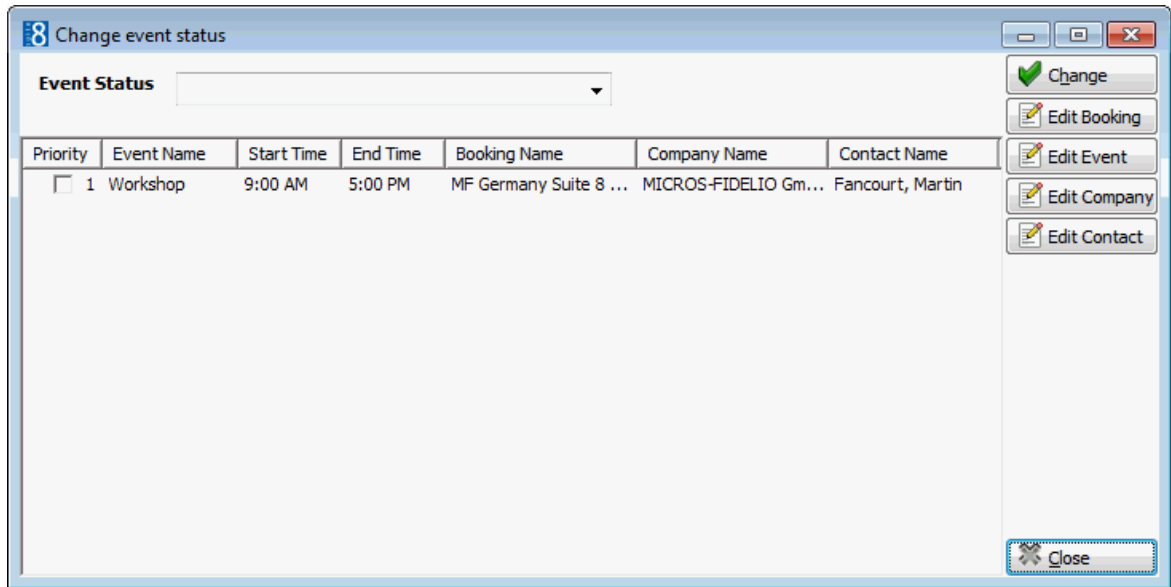 8 Change event status
Event Status
Change
Edit Booking
Priority Event Name Start Time End Time Booking Name Company Name Contact Name
Edit Event
1 Workshop 9:00 AM 5:00 PM MF Germany Suite 8 ... MICROS-FIDELIO Gm... Fancourt, Martin
Edit Company
Edit Contact
Close